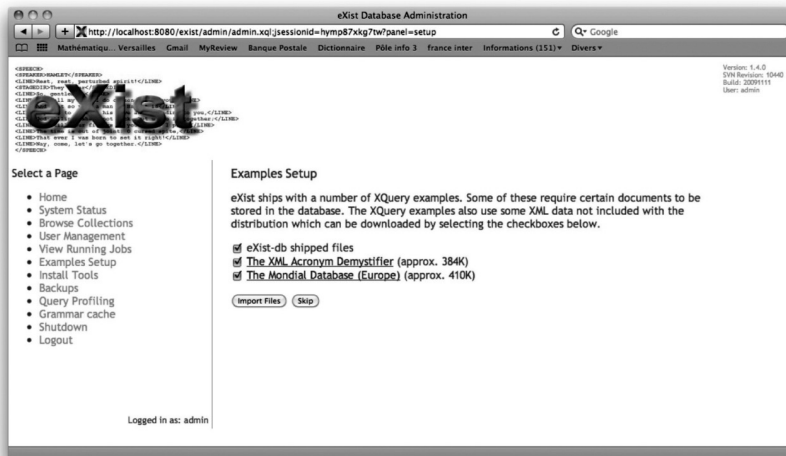 eXist Database Administration
http://localhost:8080/exist/admin/admin.xql;jsessionid=hymp87xkg7tw?panel=setup
Google
Mathématiqu... Versailles Gmail MyReview Banque Postale Dictionnaire Pôle info 3 france inter Informations (151) Divers
<SPEECH>
<SPEAKER>HAMLET</SPEAKER>
<LINE>Rest, rest, perturbed spirit!</LINE>
eXist
<LINE>That ever I was born to set it right!</LINE>
<LINE>Nay, come, let's go together.</LINE>
</SPEECH>
Version: 1.4.0
SVN Revision: 10440
Build: 20091111
User: admin
Select a Page
Home
System Status
Browse Collections
User Management
View Running Jobs
Examples Setup
Install Tools
Backups
Query Profiling
Grammar cache
Shutdown
Logout
Logged in as: admin
Examples Setup
eXist ships with a number of XQuery examples. Some of these require certain documents to be
stored in the database. The XQuery examples also use some XML data not included with the
distribution which can be downloaded by selecting the checkboxes below.
eXist-db shipped files
The XML Acronym Demystifier (approx. 384K)
The Mondial Database (Europe) (approx. 410K)
Import Files Skip